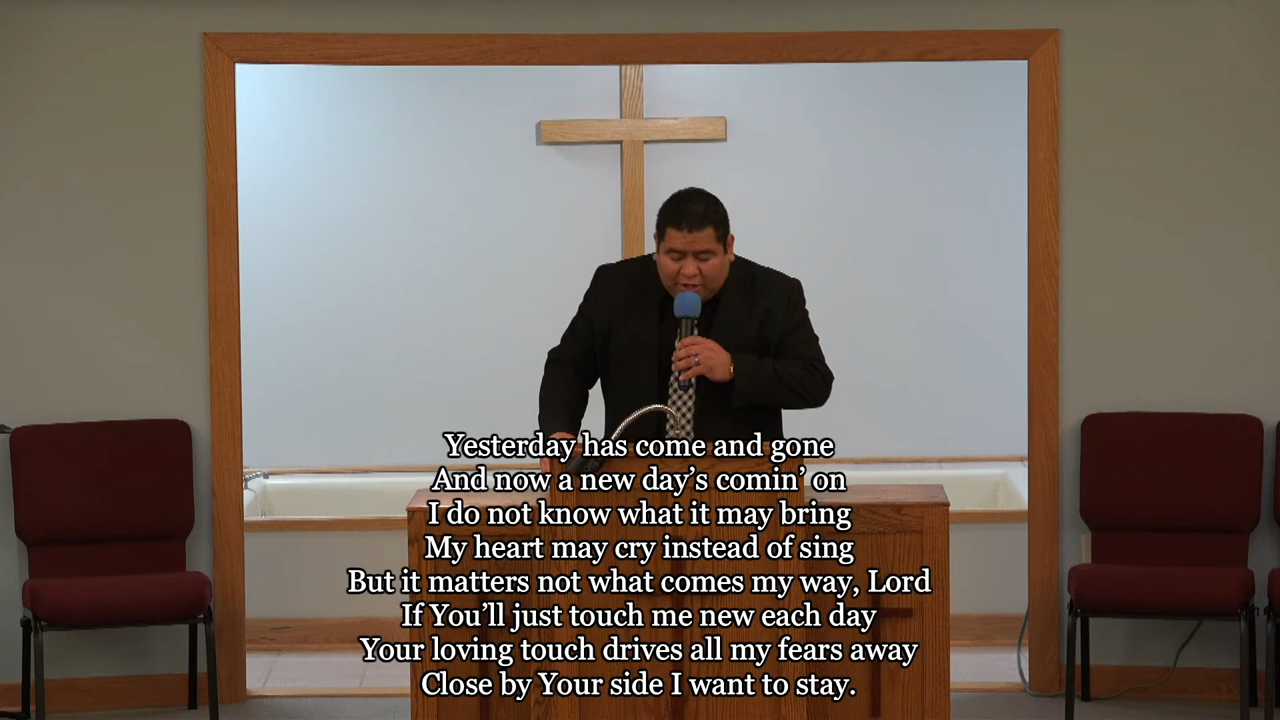 Yesterday has come and gone
And now a new day’s comin’ on
I do not know what it may bring
My heart may cry instead of sing
But it matters not what comes my way, Lord
If You’ll just touch me new each day
Your loving touch drives all my fears away
Close by Your side I want to stay.